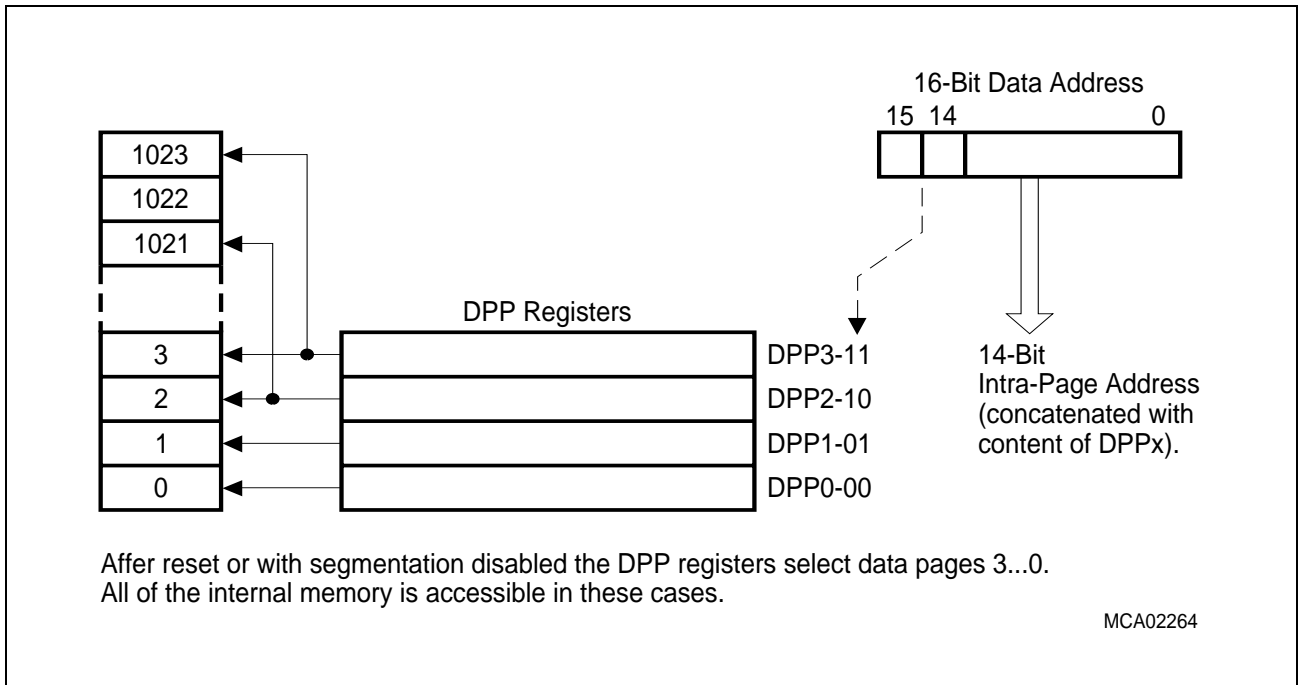 16-Bit Data Address
15 14 0
1023
1022
1021
DPP Registers
3
DPP3-11
2
DPP2-10
1
DPP1-01
0
DPP0-00
14-Bit
Intra-Page Address
(concatenated with
content of DPPx).
Affer reset or with segmentation disabled the DPP registers select data pages 3...0.
All of the internal memory is accessible in these cases.
MCA02264